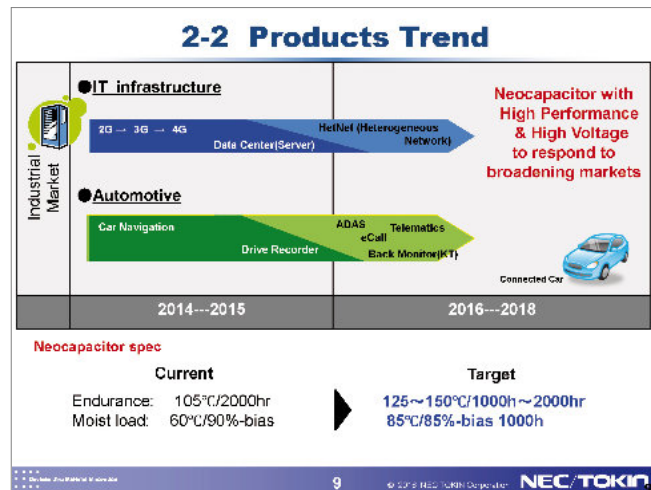 2-2 Products Trend
Industrial
Market
●IT infrastructure
2G → 3G → 4G
Data Center(Server)
HetNet (Heterogeneous
Network)
Neocapacitor with
High Performance
& High Voltage
to respond to
broadening markets
●Automotive
Car Navigation
Drive Recorder
ADAS
Telematics
eCall
Back Monitor(KT)
Connected Car
2014---2015
2016---2018
Neocapacitor spec
Current
Target
Endurance: 105℃/2000hr
125～150℃/1000h～2000hr
Moist load: 60℃/90%-bias
85℃/85%-bias 1000h
9
NEC TOKIN Corporation
NEC/TOKIN